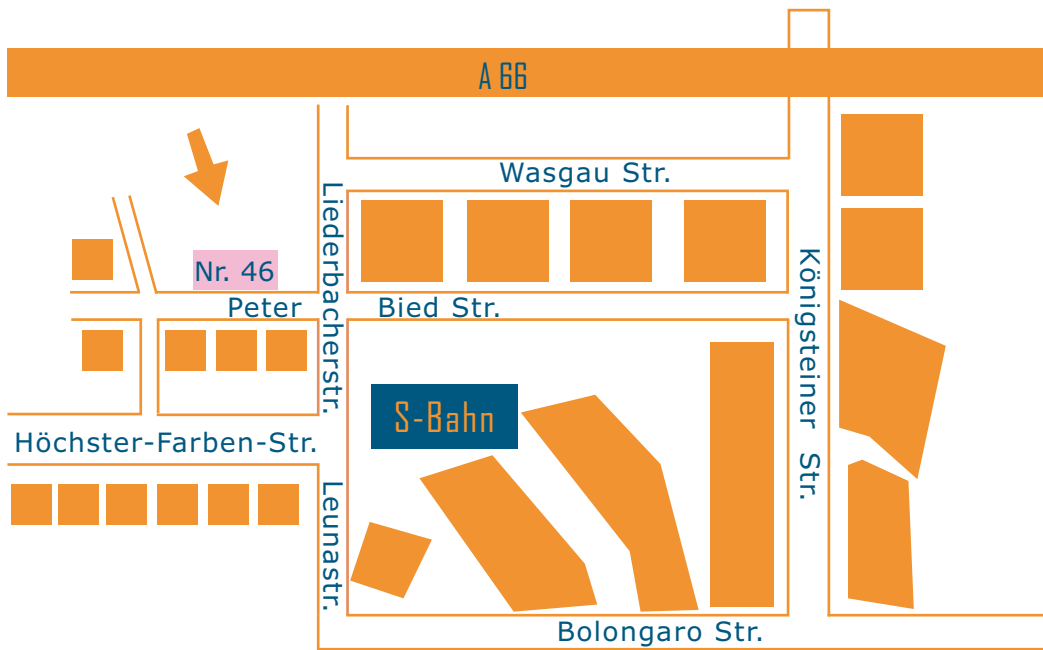 A 66
Wasgau Str.
Liederbacherstr.
Königsteiner Str.
Nr. 46
Peter Bied Str.
S-Bahn
Höchster-Farben-Str.
Leunastr.
Bolongaro Str.